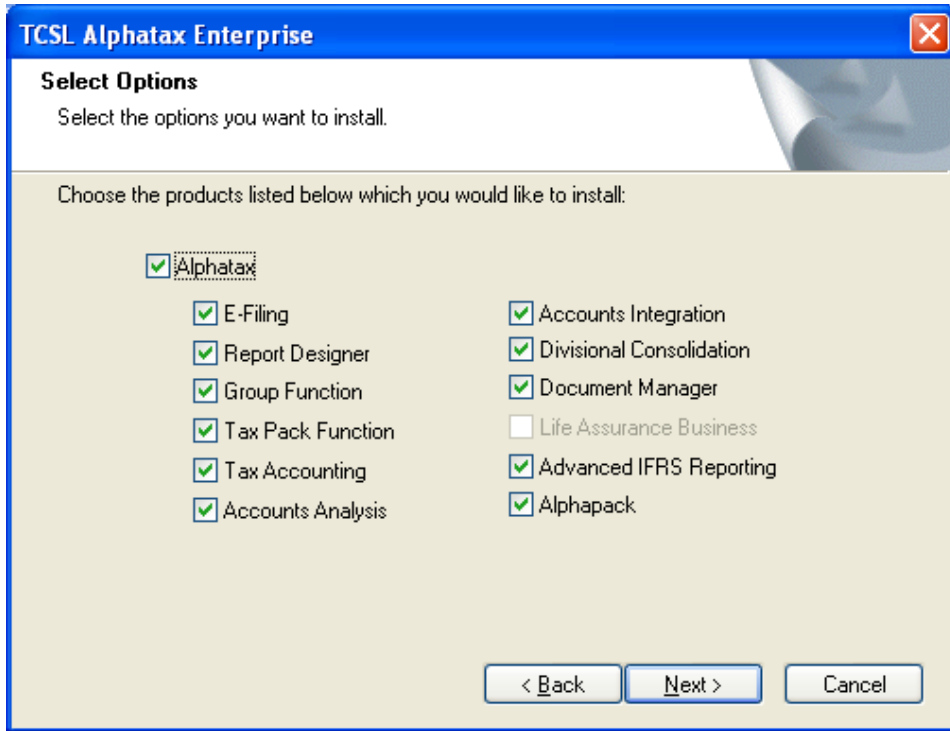 TCSL Alphatax Enterprise
Select Options
Select the options you want to install.
Choose the products listed below which you would like to install:
Alphatax
E-Filing
Report Designer
Group Function
Tax Pack Function
Tax Accounting
Accounts Analysis
Accounts Integration
Divisional Consolidation
Document Manager
Life Assurance Business
Advanced IFRS Reporting
Alphapack
< Back
Next >
Cancel